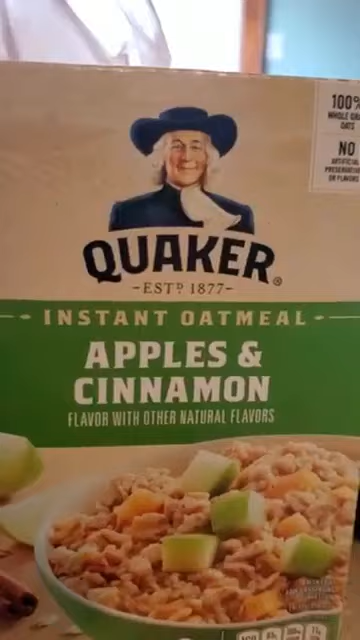 100%
WHOLE GRAIN
OATS
NO
ARTIFICIAL
PRESERVATIVES
OR FLAVORS
QUAKER®
-ESTD 1877-
INSTANT OATMEAL
APPLES &
CINNAMON
FLAVOR WITH OTHER NATURAL FLAVORS